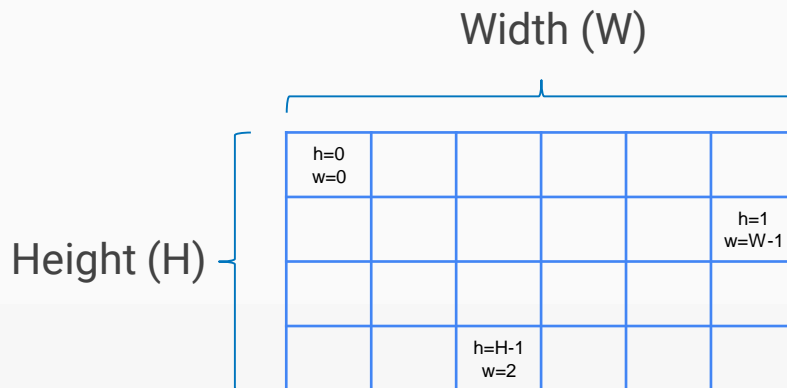 Width (W)
h=0
w=0
h=1
w=W-1
Height (H)
h=H-1
w=2